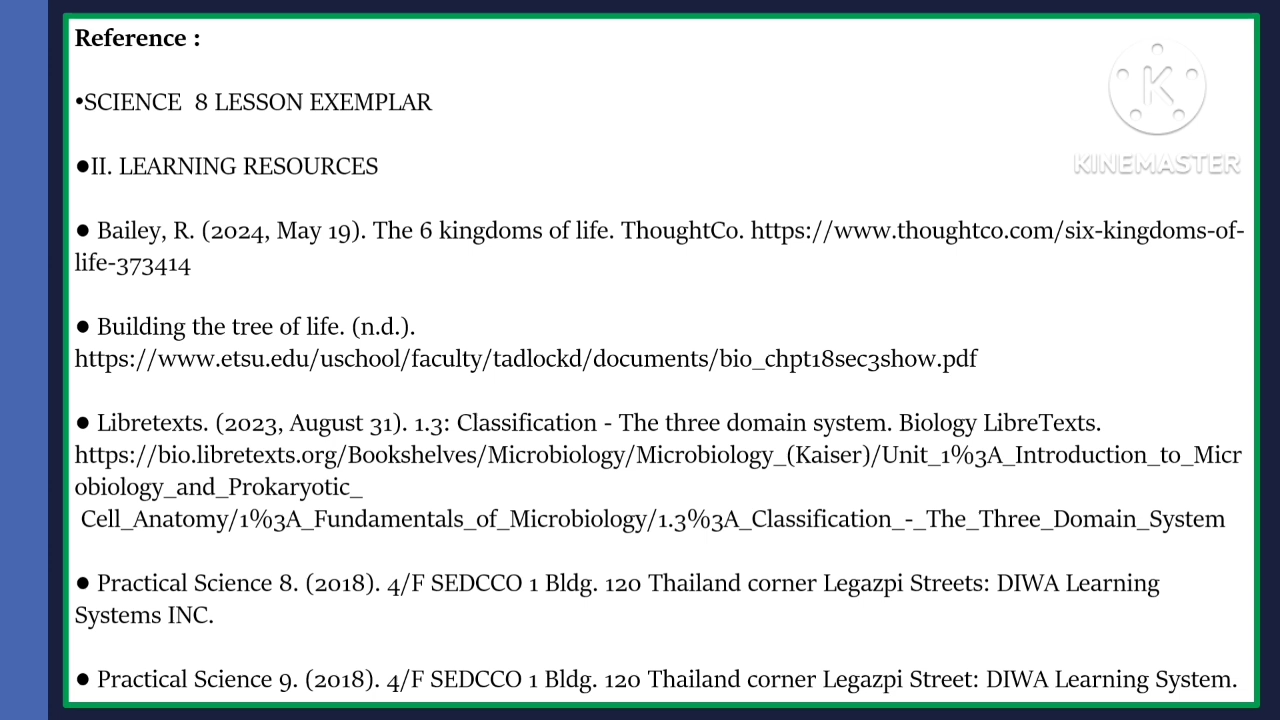 Reference :
•SCIENCE  8 LESSON EXEMPLAR
KINEMASTER
●II. LEARNING RESOURCES
● Bailey, R. (2024, May 19). The 6 kingdoms of life. ThoughtCo. https://www.thoughtco.com/six-kingdoms-of-
life-373414
● Building the tree of life. (n.d.).
https://www.etsu.edu/uschool/faculty/tadlockd/documents/bio_chpt18sec3show.pdf
● Libretexts. (2023, August 31). 1.3: Classification - The three domain system. Biology LibreTexts.
https://bio.libretexts.org/Bookshelves/Microbiology/Microbiology_(Kaiser)/Unit_1%3A_Introduction_to_Micr
obiology_and_Prokaryotic_
Cell_Anatomy/1%3A_Fundamentals_of_Microbiology/1.3%3A_Classification_-_The_Three_Domain_System
● Practical Science 8. (2018). 4/F SEDCCO 1 Bldg. 120 Thailand corner Legazpi Streets: DIWA Learning
Systems INC.
● Practical Science 9. (2018). 4/F SEDCCO 1 Bldg. 120 Thailand corner Legazpi Street: DIWA Learning System.